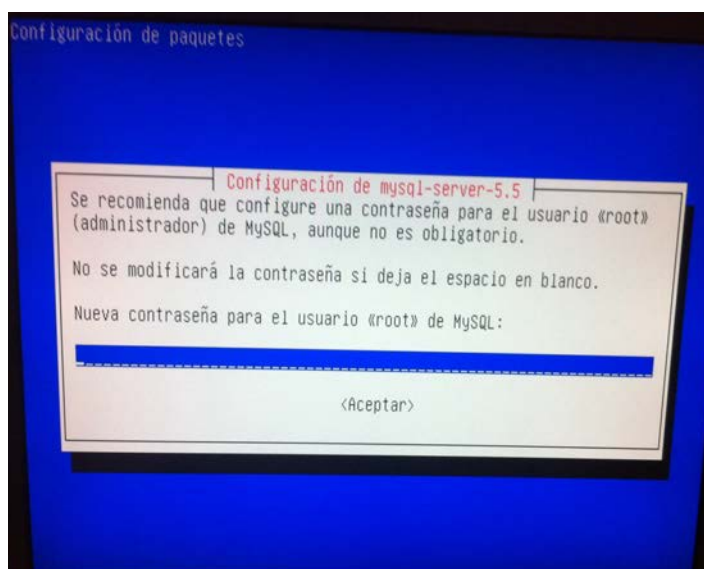 Configuración de paquetes
Configuración de mysql-server-5.5
Se recomienda que configure una contraseña para el usuario «root»
(administrador) de MySQL, aunque no es obligatorio.
No se modificará la contraseña si deja el espacio en blanco.
Nueva contraseña para el usuario «root» de MySQL:
<Aceptar>